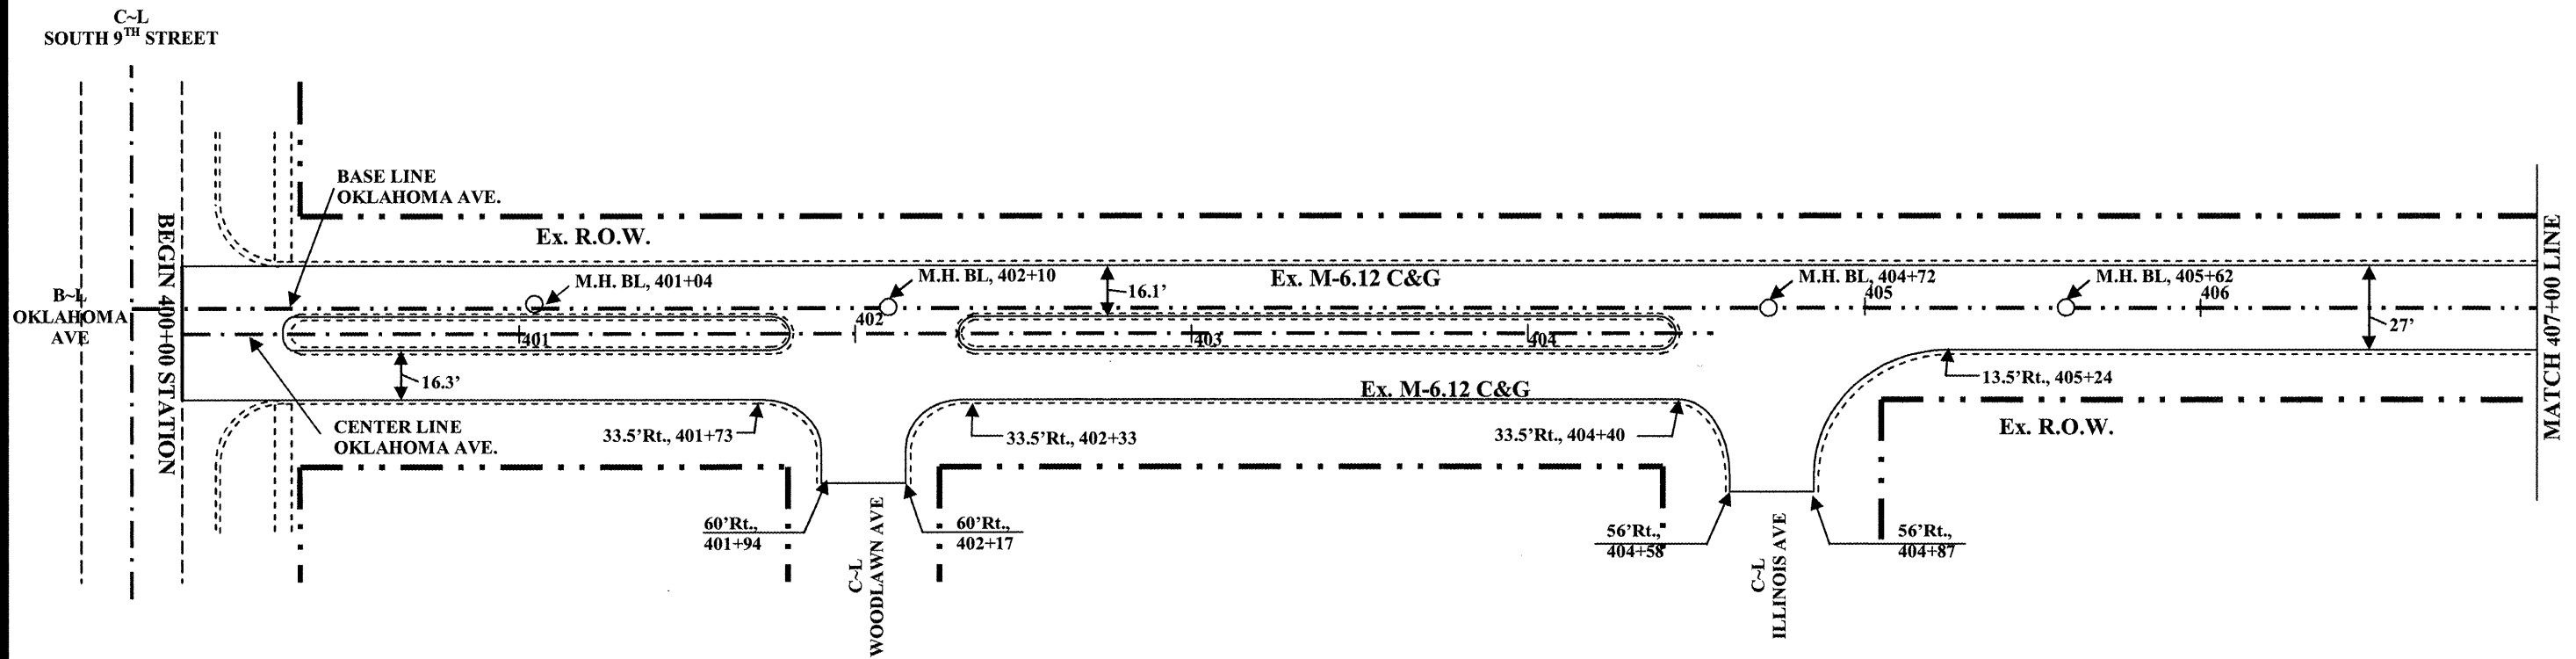 C~L
SOUTH 9TH STREET
BASE LINE
OKLAHOMA AVE.
Ex. R.O.W.
B~L
OKLAHOMA
AVE
BEGIN 400+00 STATION
M.H. BL, 401+04
M.H. BL, 402+10
16.1’
Ex. M-6.12 C&G
M.H. BL, 404+72
405
M.H. BL, 405+62
406
27’
MATCH 407+00 LINE
401
402
403
404
16.3’
CENTER LINE
OKLAHOMA AVE.
33.5’Rt., 401+73
33.5’Rt., 402+33
Ex. M-6.12 C&G
33.5’Rt., 404+40
13.5’Rt., 405+24
Ex. R.O.W.
60’Rt.,
401+94
C~L
WOODLAWN AVE
60’Rt.,
402+17
56’Rt.,
404+58
C~L
ILLINOIS AVE
56’Rt.,
404+87